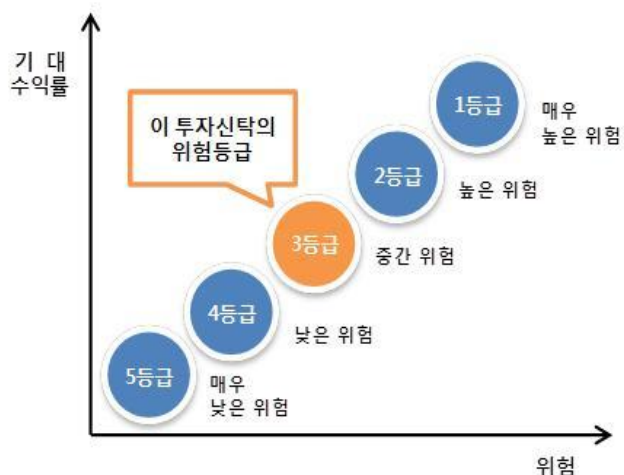 기 대
수익률
이 투자신탁의
위험등급
1등급
매우
높은 위험
2등급
높은 위험
3등급
중간 위험
4등급
낮은 위험
5등급
매우
낮은 위험
위험